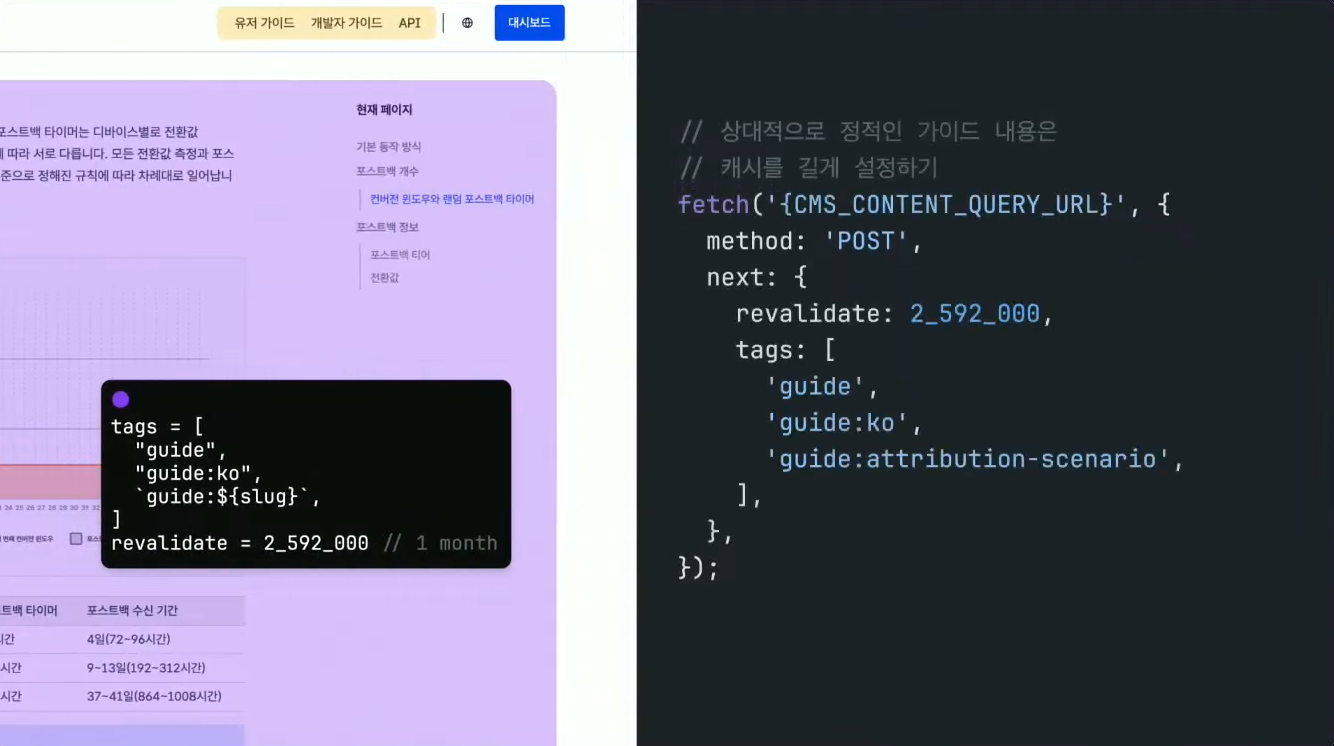 유저 가이드 개발자 가이드 API
대시보드
포스트백 타이머는 디바이스별로 전환값
따라 서로 다릅니다. 모든 전환값 측정과 포스
준으로 정해진 규칙에 따라 차례대로 일어납니
현재 페이지
기본 동작 방식
포스트백 개수
컨버전 윈도우와 랜덤 포스트백 타이머
포스트백 정보
포스트백 티어
전환값
tags = [
"guide",
"guide:ko",
`guide:${slug}`,
]
revalidate = 2_592_000 // 1 month
24 25 26 27 28 29 30 31 32
번째 컨버전 윈도우
트백 타이머 포스트백 수신 기간
시간 4일(72~96시간)
시간 9~13일(192~312시간)
시간 37~41일(864~1008시간)
// 상대적으로 정적인 가이드 내용은
// 캐시를 길게 설정하기
fetch('{CMS_CONTENT_QUERY_URL}', {
method: 'POST',
next: {
revalidate: 2_592_000,
tags: [
'guide',
'guide:ko',
'guide:attribution-scenario',
],
},
});